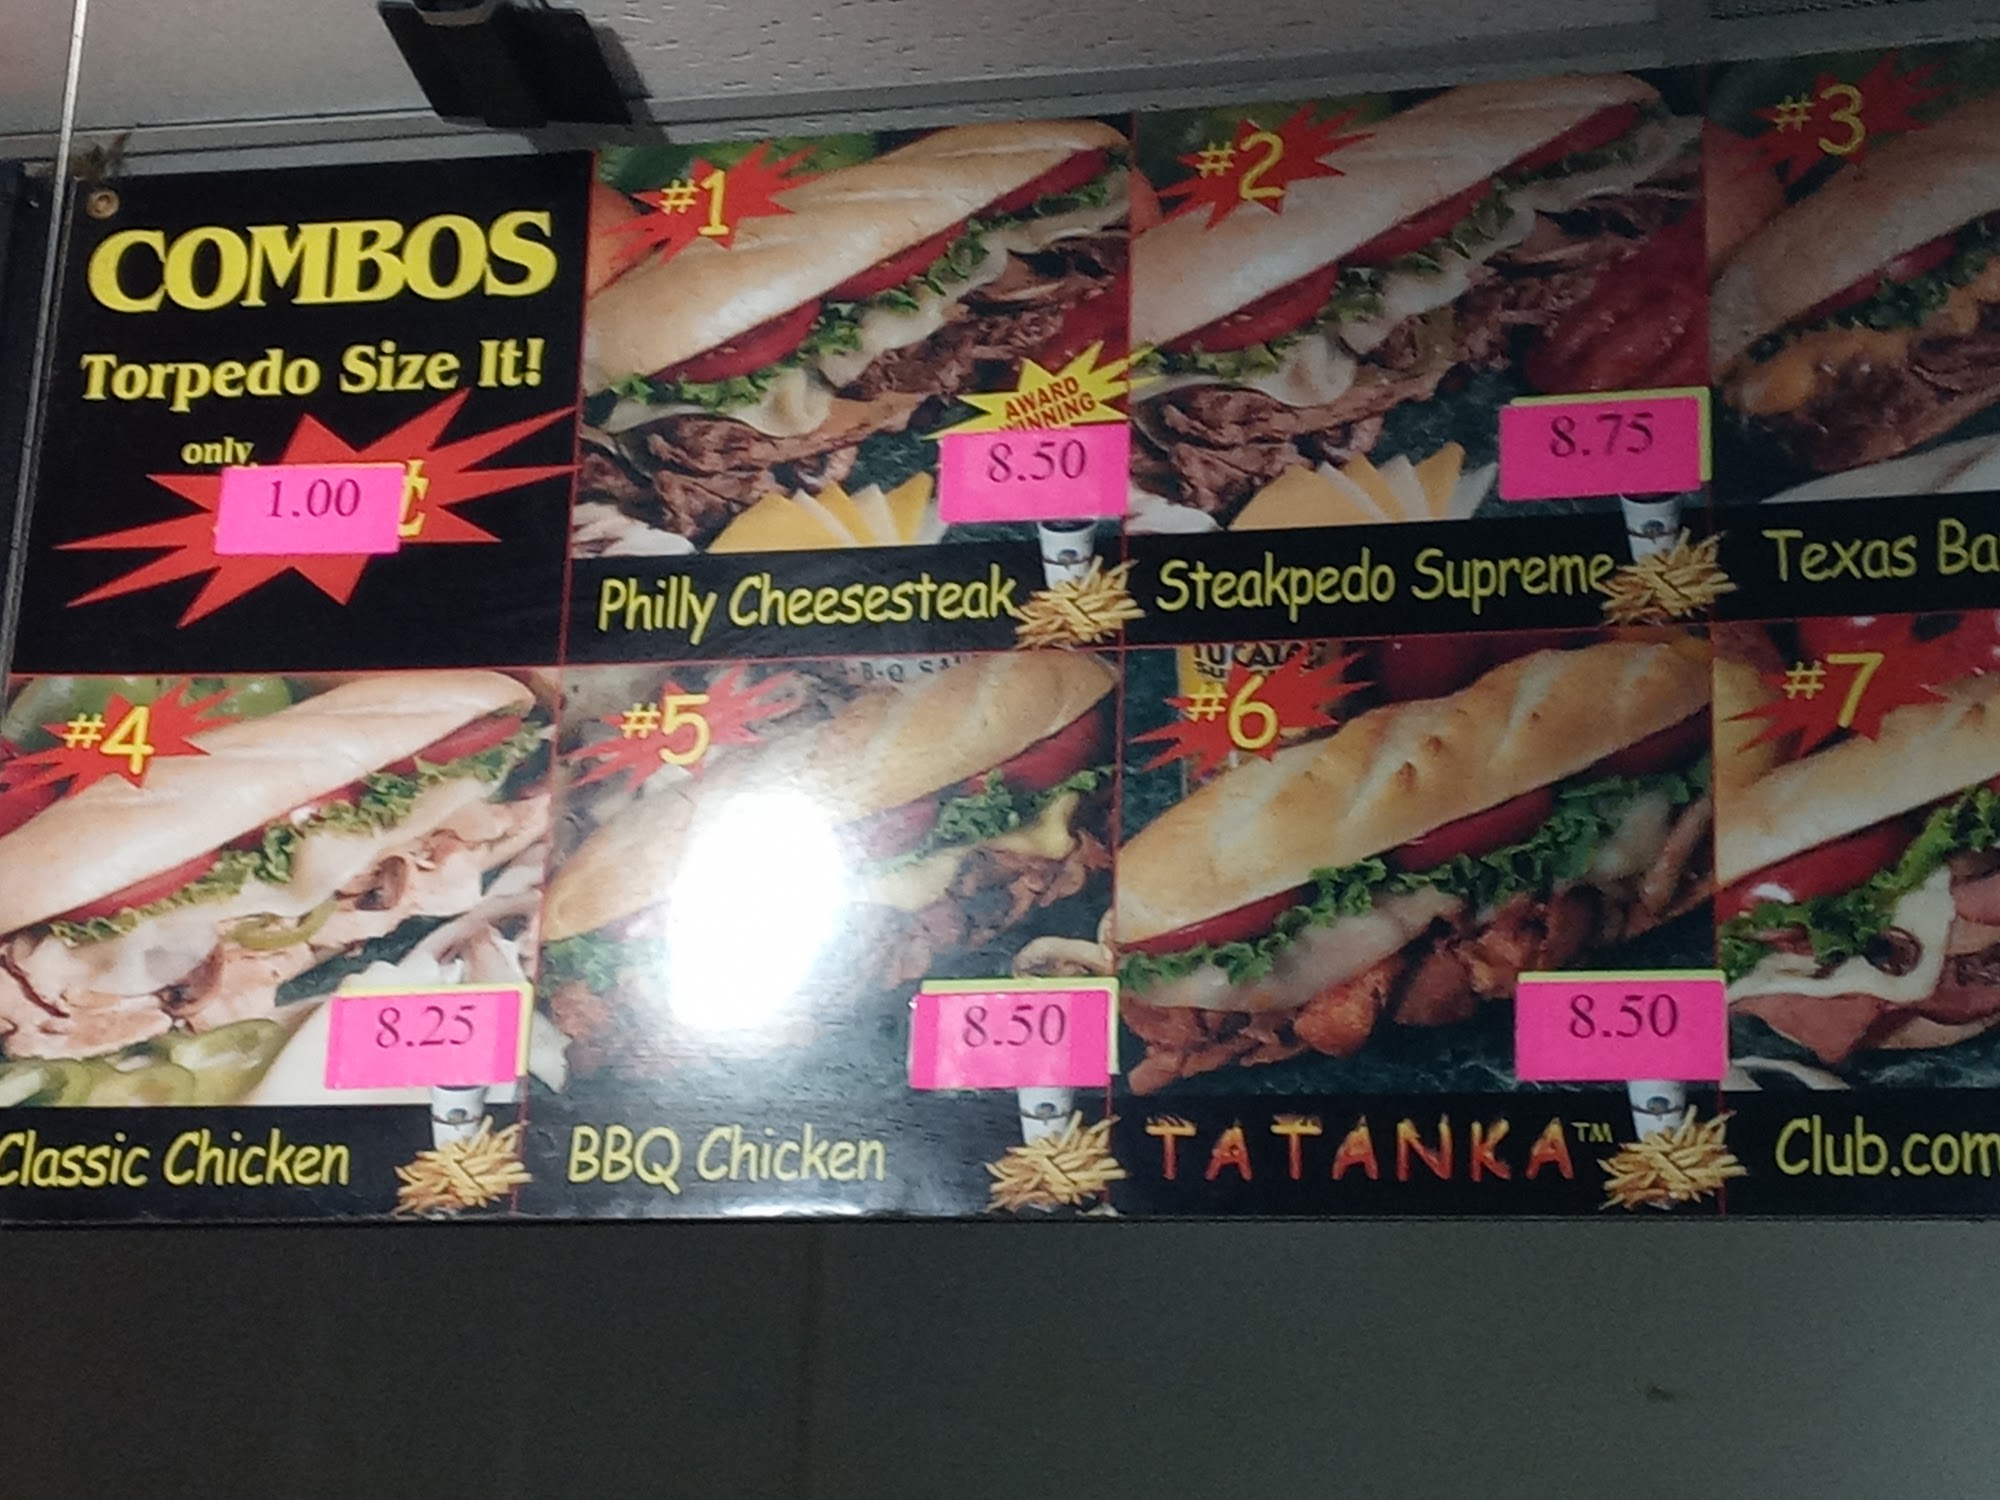 COMBOS
Torpedo Size It!
only
1.00 ¢
#1
AWARD
WINNING
8.50
Philly Cheesesteak
#2
8.75
Steakpedo Supreme
#3
Texas Ba
#4
8.25
Classic Chicken
#5
8.50
BBQ Chicken
#6
8.50
TATANKA™
#7
Club.com